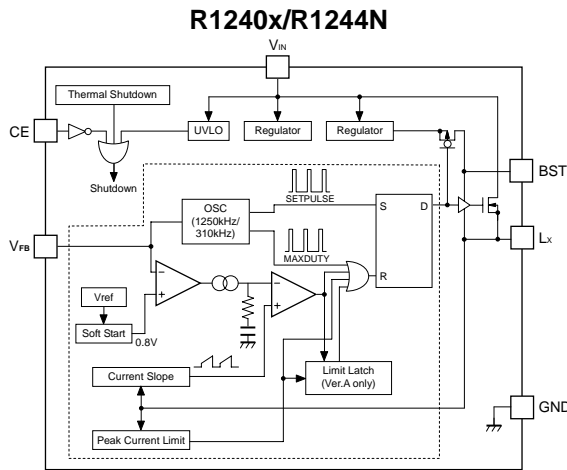 R1240x/R1244N
VIN
Thermal Shutdown
CE
UVLO
Regulator
Regulator
Shutdown
BST
OSC
(1250kHz/
310kHz)
SETPULSE
S
D
VFB
MAXDUTY
LX
R
Vref
Soft Start
0.8V
−
+
−
+
Current Slope
Limit Latch
(Ver.A only)
GND
Peak Current Limit